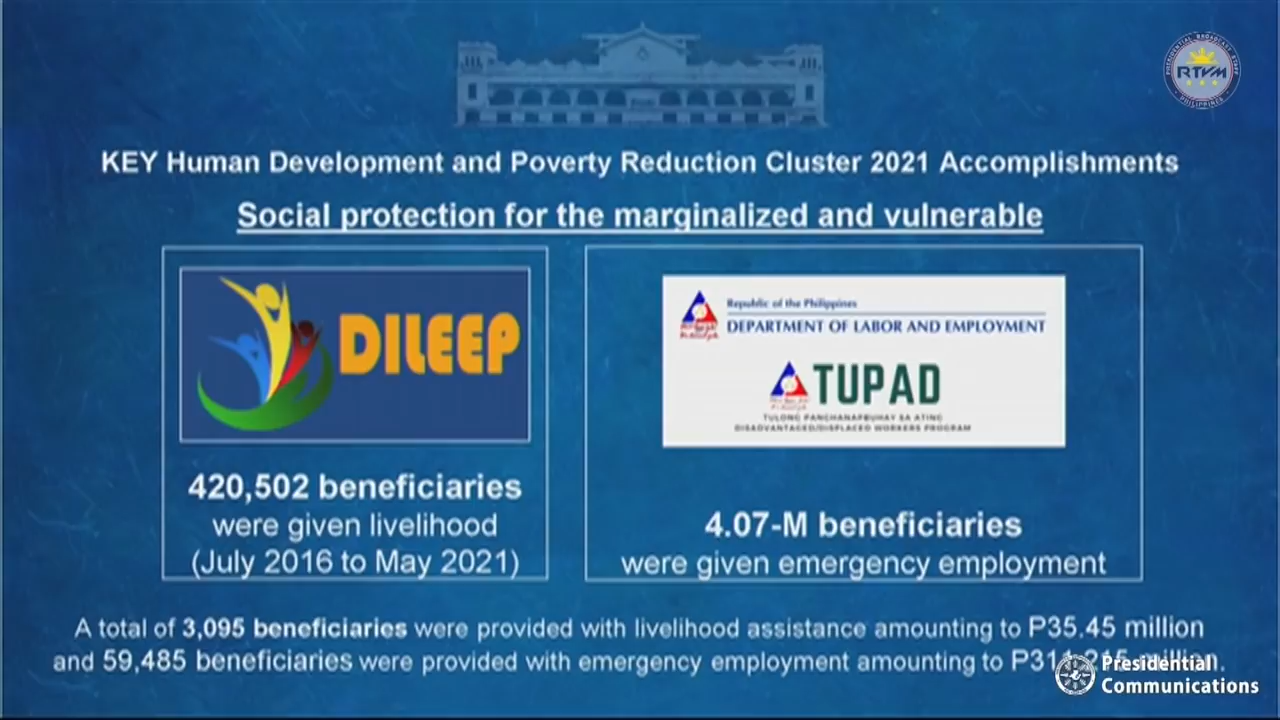 RTVM
PHILIPPINES
KEY Human Development and Poverty Reduction Cluster 2021 Accomplishments
Social protection for the marginalized and vulnerable
DILEEP
420,502 beneficiaries
were given livelihood
(July 2016 to May 2021)
Republic of the Philippines
DEPARTMENT OF LABOR AND EMPLOYMENT
TUPAD
TULONG PANGHANAPBUHAY SA ATING
DISADVANTAGED/DISPLACED WORKERS PROGRAM
4.07-M beneficiaries
were given emergency employment
A total of 3,095 beneficiaries were provided with livelihood assistance amounting to P35.45 million
and 59,485 beneficiaries were provided with emergency employment amounting to million.
Presidential
Communications